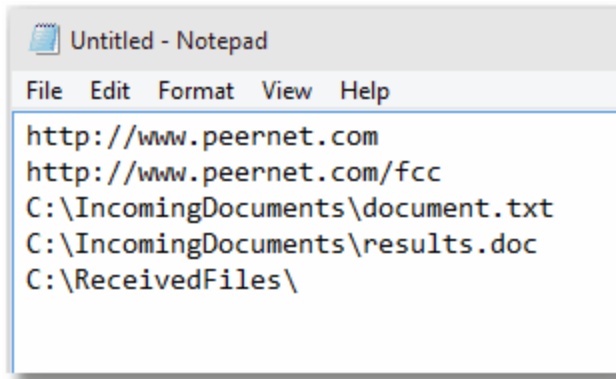 Untitled - Notepad
File Edit Format View Help
http://www.peernet.com
http://www.peernet.com/fcc
C:\IncomingDocuments\document.txt
C:\IncomingDocuments\results.doc
C:\ReceivedFiles\